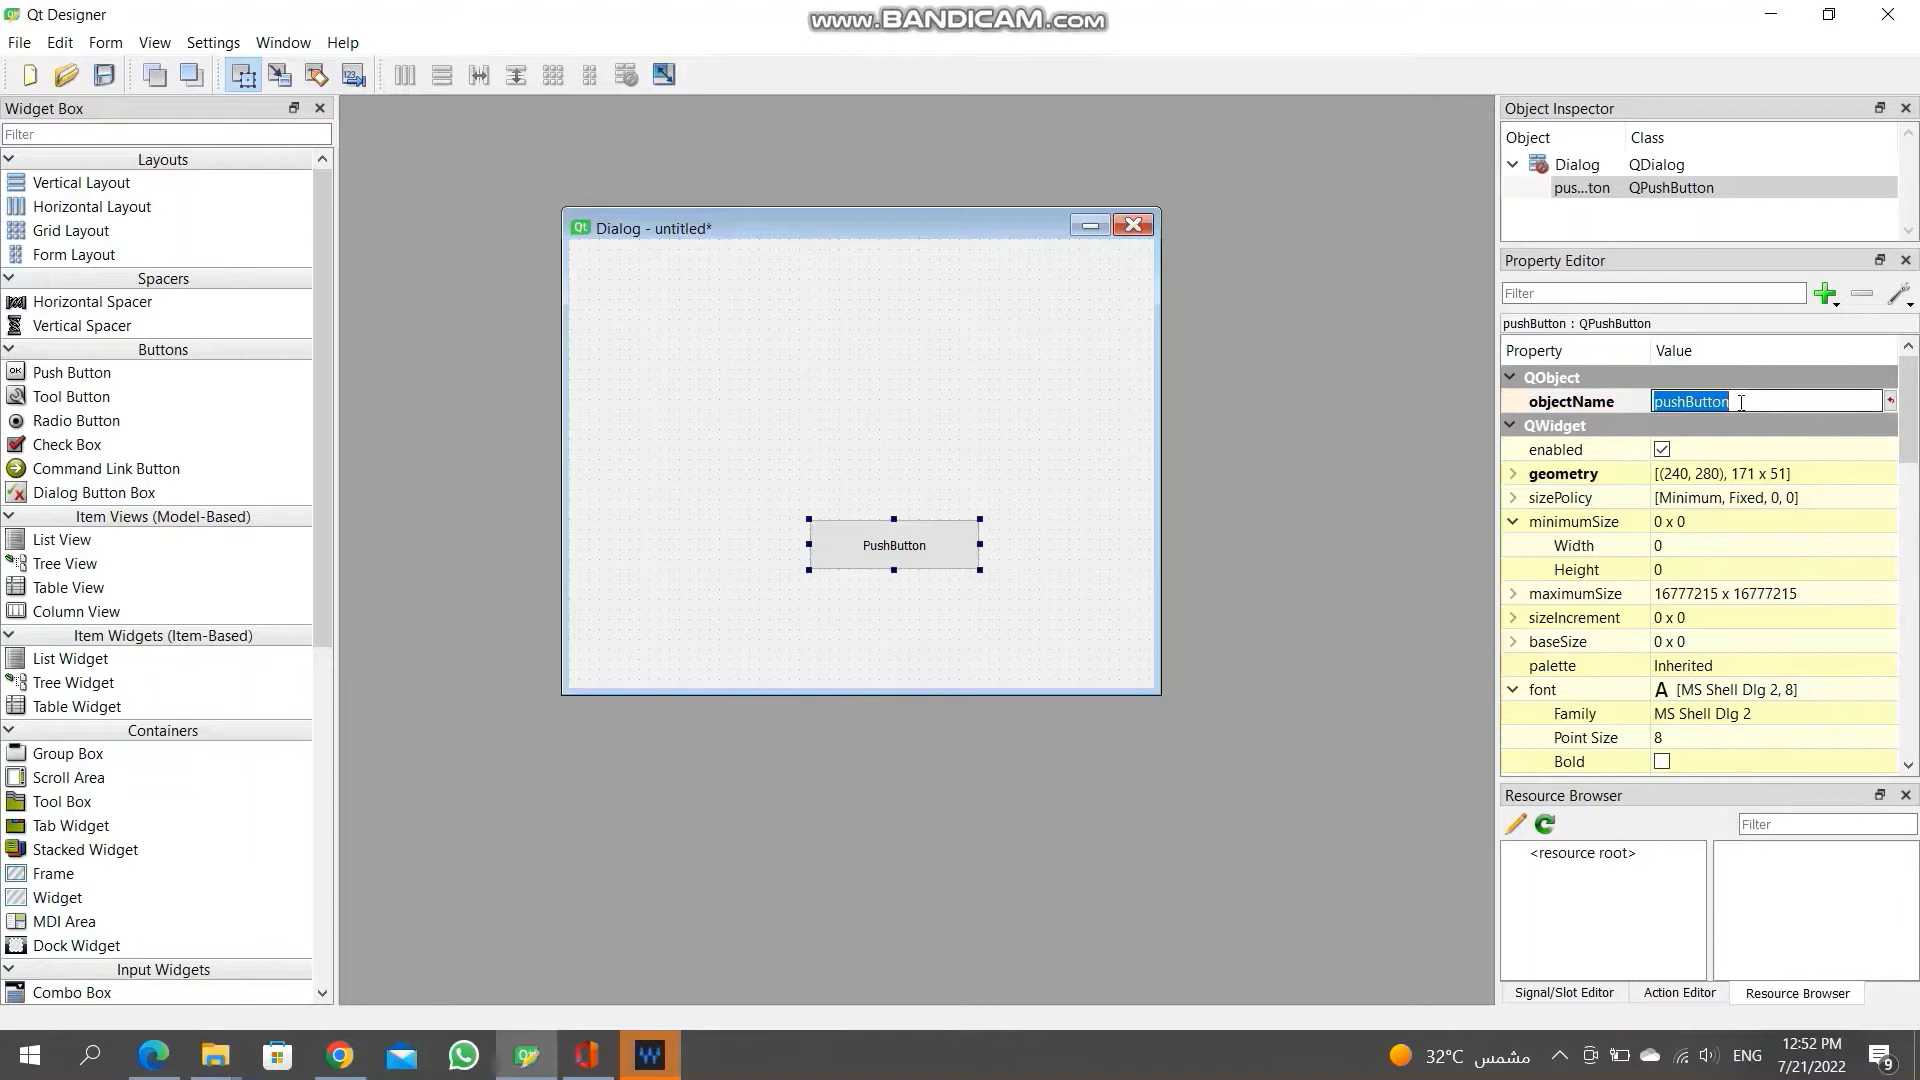 Qt Designer
www.BANDICAM.com
File Edit Form View Settings Window Help
Widget Box
Filter
Layouts
Vertical Layout
Horizontal Layout
Grid Layout
Form Layout
Spacers
Horizontal Spacer
Vertical Spacer
Buttons
Push Button
Tool Button
Radio Button
Check Box
Command Link Button
Dialog Button Box
Item Views (Model-Based)
List View
Tree View
Table View
Column View
Item Widgets (Item-Based)
List Widget
Tree Widget
Table Widget
Containers
Group Box
Scroll Area
Tool Box
Tab Widget
Stacked Widget
Frame
Widget
MDI Area
Dock Widget
Input Widgets
Combo Box
Dialog - untitled*
PushButton
Object Inspector
Object Class
Dialog QDialog
pus...ton QPushButton
Property Editor
Filter
pushButton : QPushButton
Property Value
QObject
objectName pushButton
QWidget
enabled
geometry [(240, 280), 171 x 51]
sizePolicy [Minimum, Fixed, 0, 0]
minimumSize 0 x 0
Width 0
Height 0
maximumSize 16777215 x 16777215
sizeIncrement 0 x 0
baseSize 0 x 0
palette Inherited
font A [MS Shell Dlg 2, 8]
Family MS Shell Dlg 2
Point Size 8
Bold
Resource Browser
Filter
<resource root>
Signal/Slot Editor Action Editor Resource Browser
32°C مشمس
ENG
12:52 PM
7/21/2022
9